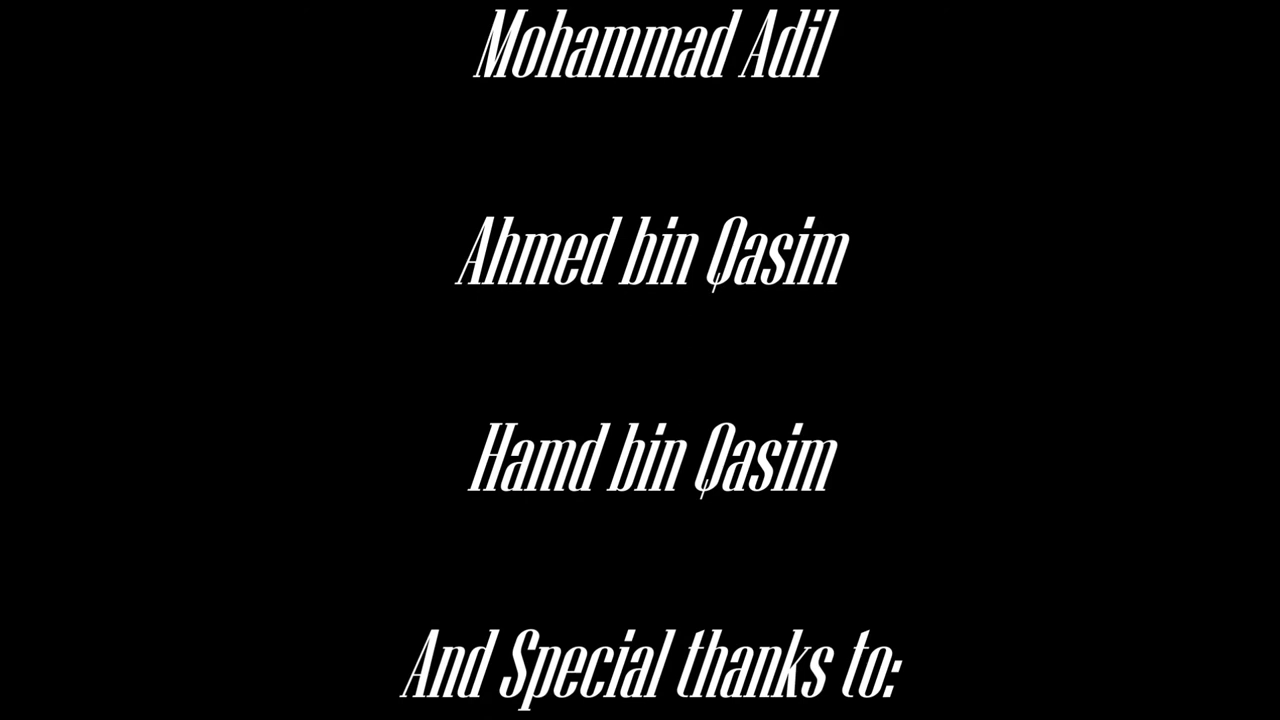 Mohammad Adil
Ahmed bin Qasim
Hamd bin Qasim
And Special thanks to: